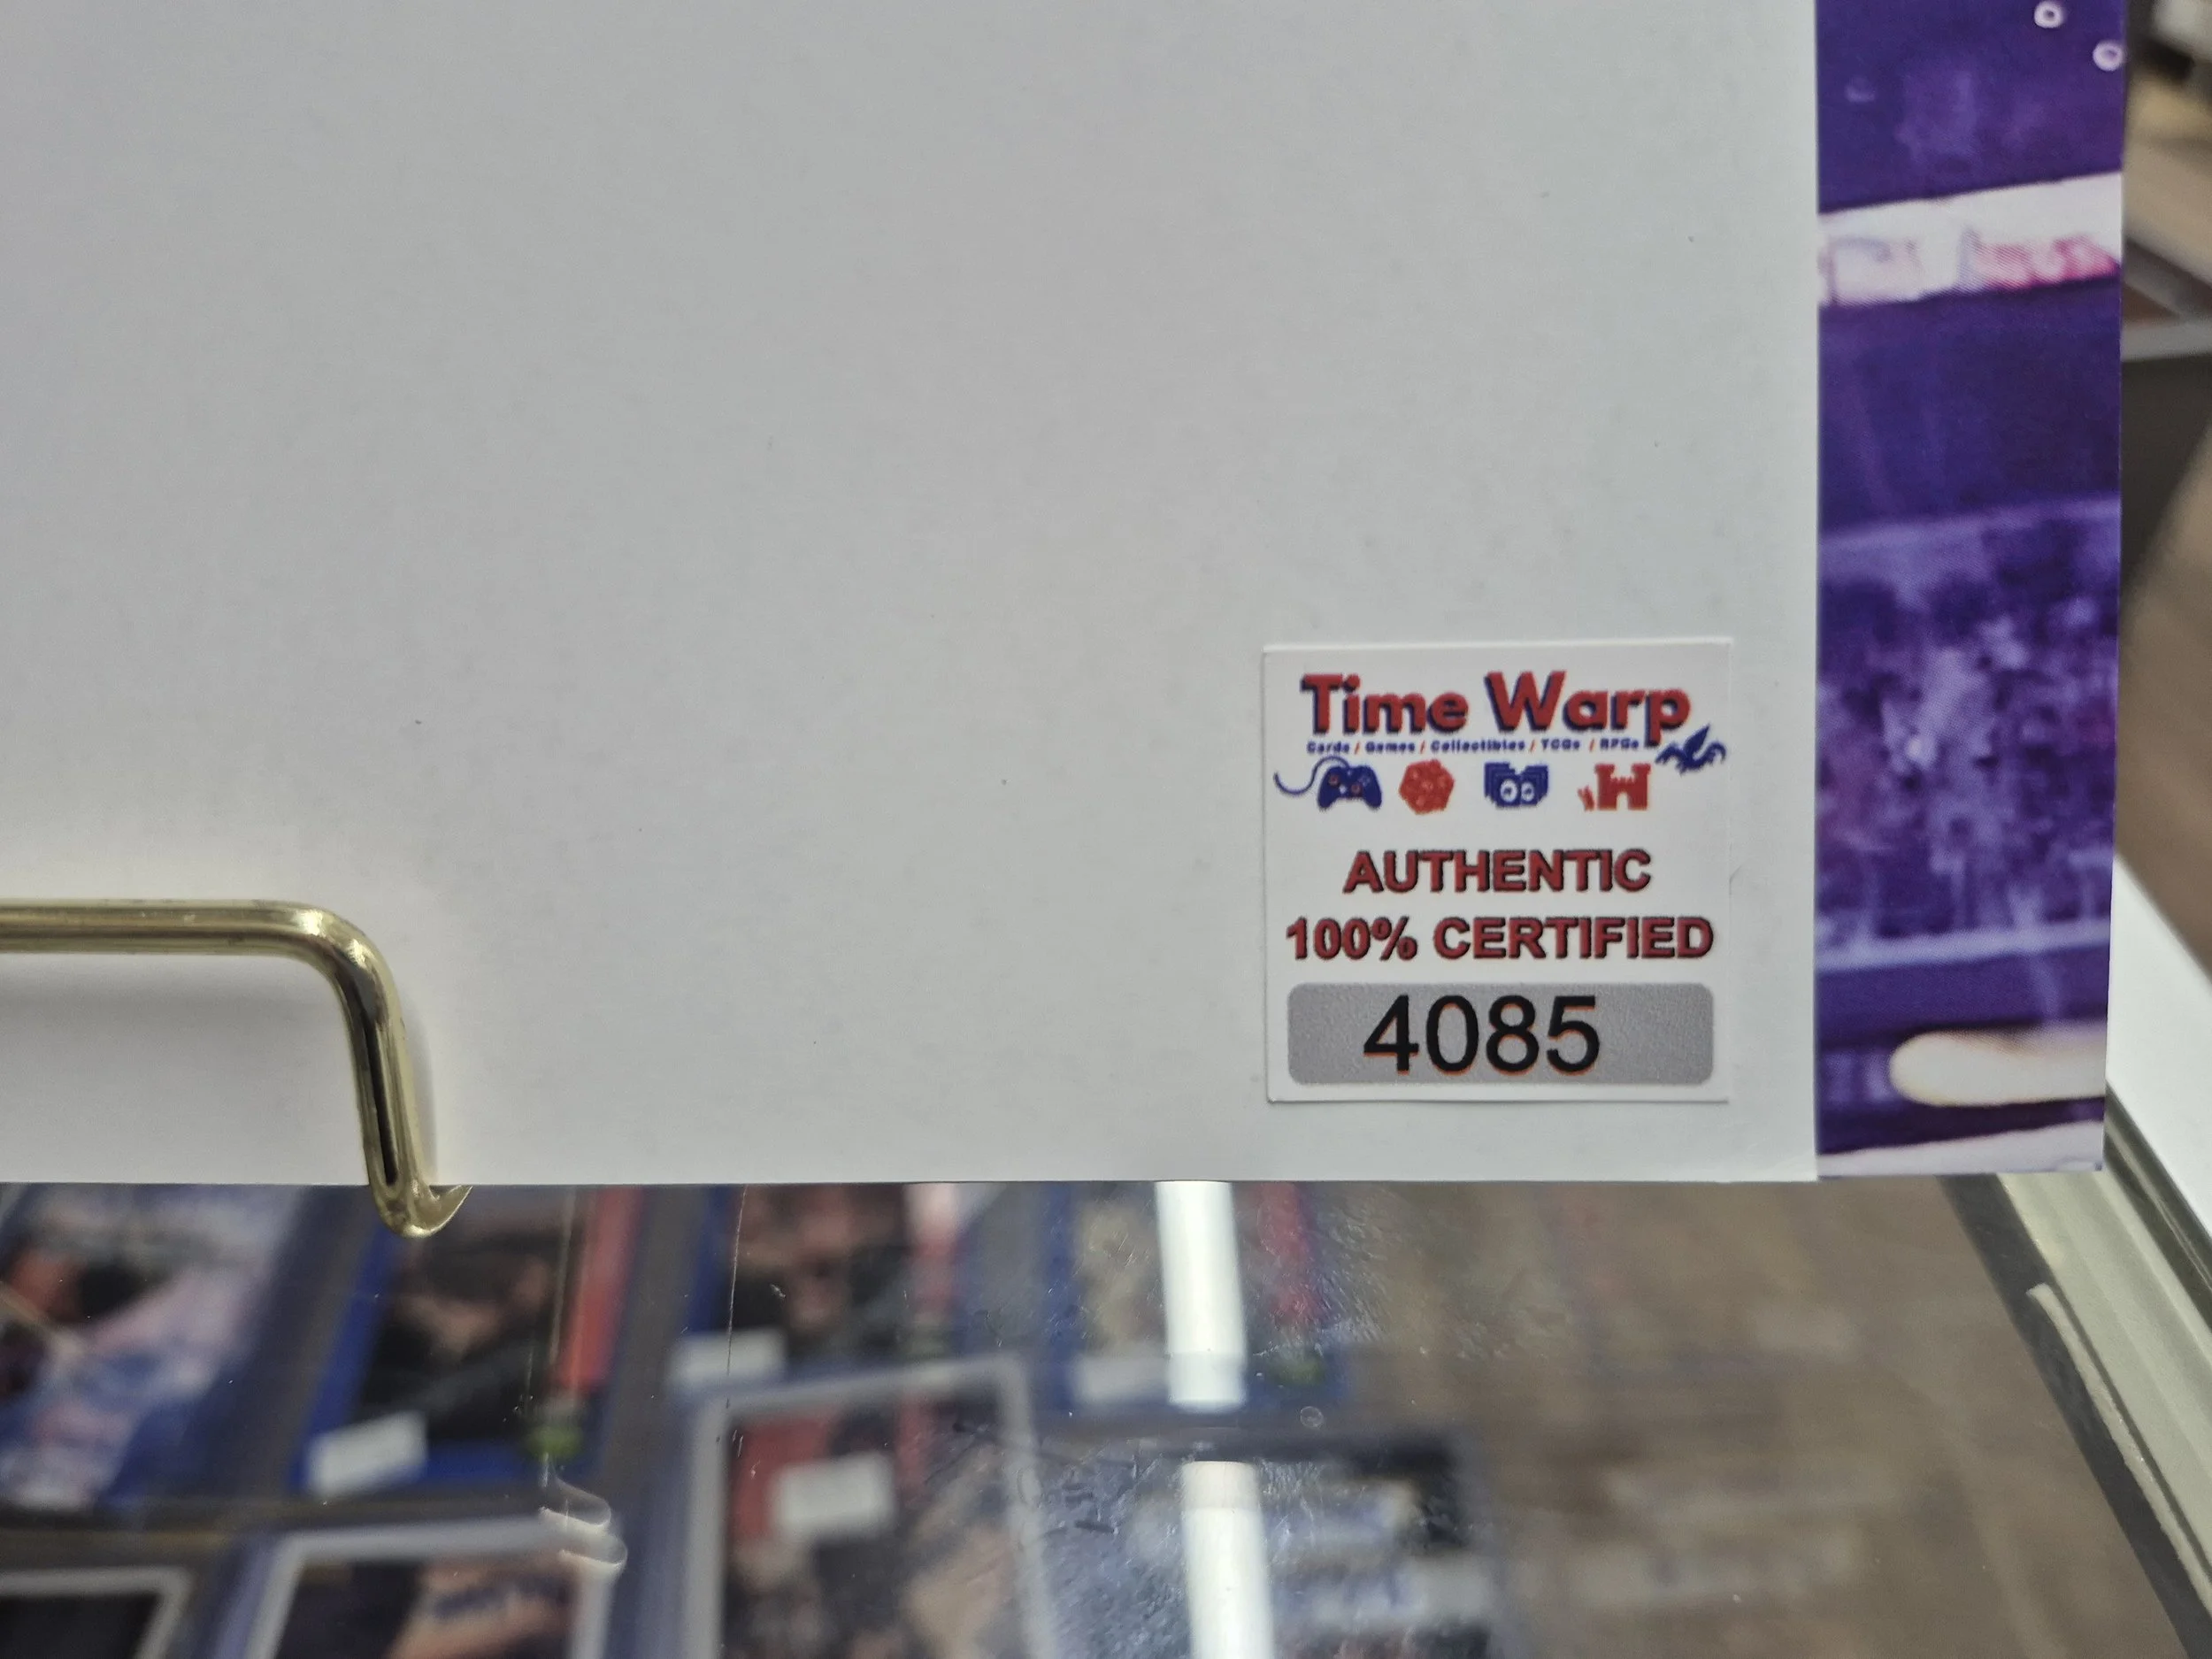 Time Warp
Cards / Games / Collectibles / TCGs / RPGs
AUTHENTIC
100% CERTIFIED
4085